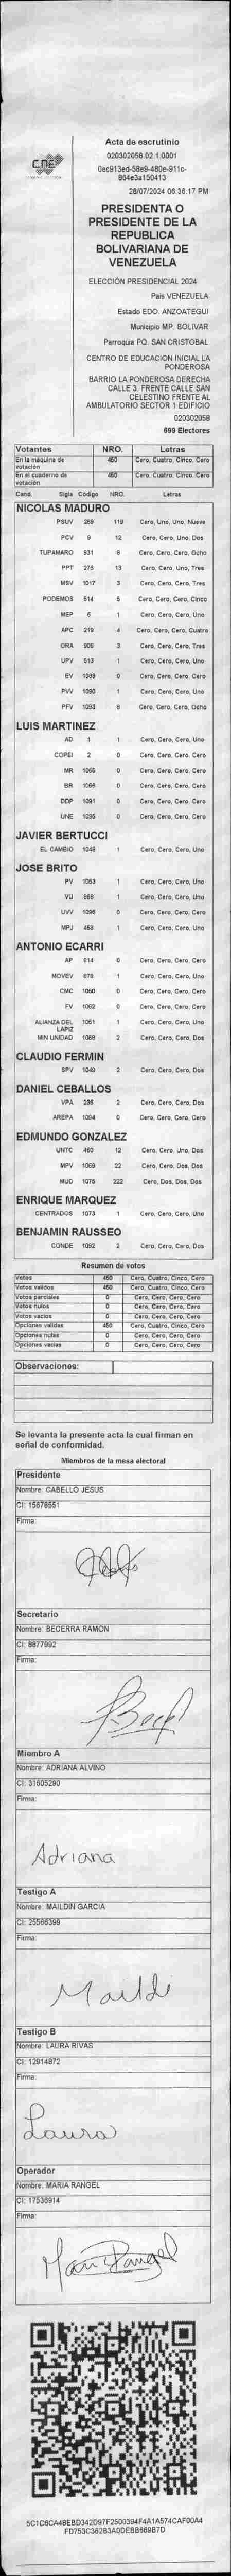 CNE
Acta de escrutinio
020302058.02.1.0001
0ec913ed-58e9-480e-911c-
864e3a150413
28/07/2024 06:36:17 PM
PRESIDENTA O
PRESIDENTE DE LA
REPUBLICA
BOLIVARIANA DE
VENEZUELA
ELECCIÓN PRESIDENCIAL 2024
País VENEZUELA
Estado EDO. ANZOATEGUI
Municipio MP. BOLIVAR
Parroquia PQ. SAN CRISTOBAL
CENTRO DE EDUCACION INICIAL LA
PONDEROSA
BARRIO LA PONDEROSA DERECHA
CALLE 3. FRENTE CALLE SAN
CELESTINO FRENTE AL
AMBULATORIO SECTOR 1 EDIFICIO
020302058
699 Electores
Votantes NRO. Letras
En la maquina de votación 460 Cero, Cuatro, Cinco, Cero
En el cuaderno de votación 450 Cero, Cuatro, Cinco, Cero
Cand. Sigla Código NRO. Letras
NICOLAS MADURO
PSUV 269 119 Cero, Uno, Uno, Nueve
PCV 9 12 Cero, Cero, Uno, Dos
TUPAMARO 931 8 Cero, Cero, Cero, Ocho
PPT 276 13 Cero, Cero, Uno, Tres
MSV 1017 3 Cero, Cero, Cero, Tres
PODEMOS 514 5 Cero, Cero, Cero, Cinco
MEP 6 1 Cero, Cero, Cero, Uno
APC 219 4 Cero, Cero, Cero, Cuatro
ORA 906 3 Cero, Cero, Cero, Tres
UPV 613 1 Cero, Cero, Cero, Uno
EV 1089 0 Cero, Cero, Cero, Cero
PVV 1090 1 Cero, Cero, Cero, Uno
PFV 1093 8 Cero, Cero, Cero, Ocho
LUIS MARTINEZ
AD 1 1 Cero, Cero, Cero, Uno
COPEI 2 0 Cero, Cero, Cero, Cero
MR 1065 0 Cero, Cero, Cero, Cero
BR 1066 0 Cero, Cero, Cero, Cero
DDP 1091 0 Cero, Cero, Cero, Cero
UNE 1095 0 Cero, Cero, Cero, Cero
JAVIER BERTUCCI
EL CAMBIO 1048 1 Cero, Cero, Cero, Uno
JOSE BRITO
PV 1053 1 Cero, Cero, Cero, Uno
VU 868 1 Cero, Cero, Cero, Uno
UVV 1096 0 Cero, Cero, Cero, Cero
MPJ 458 1 Cero, Cero, Cero, Uno
ANTONIO ECARRI
AP 814 0 Cero, Cero, Cero, Cero
MOVEV 976 1 Cero, Cero, Cero, Uno
CMC 1050 0 Cero, Cero, Cero, Cero
FV 1062 0 Cero, Cero, Cero, Cero
ALIANZA DEL LAPIZ 1051 1 Cero, Cero, Cero, Uno
MIN UNIDAD 1069 2 Cero, Cero, Cero, Dos
CLAUDIO FERMIN
SPV 1049 2 Cero, Cero, Cero, Dos
DANIEL CEBALLOS
VPA 236 2 Cero, Cero, Cero, Dos
AREPA 1094 0 Cero, Cero, Cero, Cero
EDMUNDO GONZALEZ
UNTC 460 12 Cero, Cero, Uno, Dos
MPV 1069 22 Cero, Cero, Dos, Dos
MUD 1075 222 Cero, Dos, Dos, Dos
ENRIQUE MARQUEZ
CENTRADOS 1073 1 Cero, Cero, Cero, Uno
BENJAMIN RAUSSEO
CONDE 1092 2 Cero, Cero, Cero, Dos
Resumen de votos
Votos 450 Cero, Cuatro, Cinco, Cero
Votos validos 450 Cero, Cuatro, Cinco, Cero
Votos parciales 0 Cero, Cero, Cero, Cero
Votos nulos 0 Cero, Cero, Cero, Cero
Votos vacios 0 Cero, Cero, Cero, Cero
Opciones validas 450 Cero, Cuatro, Cinco, Cero
Opciones nulas 0 Cero, Cero, Cero, Cero
Opciones vacias 0 Cero, Cero, Cero, Cero
Observaciones:
Se levanta la presente acta la cual firman en
señal de conformidad.
Miembros de la mesa electoral
Presidente
Nombre: CABELLO JESUS
CI: 15678551
Firma:
Secretario
Nombre: BECERRA RAMON
CI: 8877992
Firma:
Miembro A
Nombre: ADRIANA ALVINO
CI: 31605290
Firma:
Adriana
Testigo A
Nombre: MAILDIN GARCIA
CI: 25566399
Firma:
Maildi
Testigo B
Nombre: LAURA RIVAS
CI: 12914872
Firma:
Laura
Operador
Nombre: MARIA RANGEL
CI: 17536914
Firma:
Maria Rangel
5C1C6CA4BEBD342D97F2500394F4A1A574CAF00A4
FD753C362B3A0DEBB669B7D